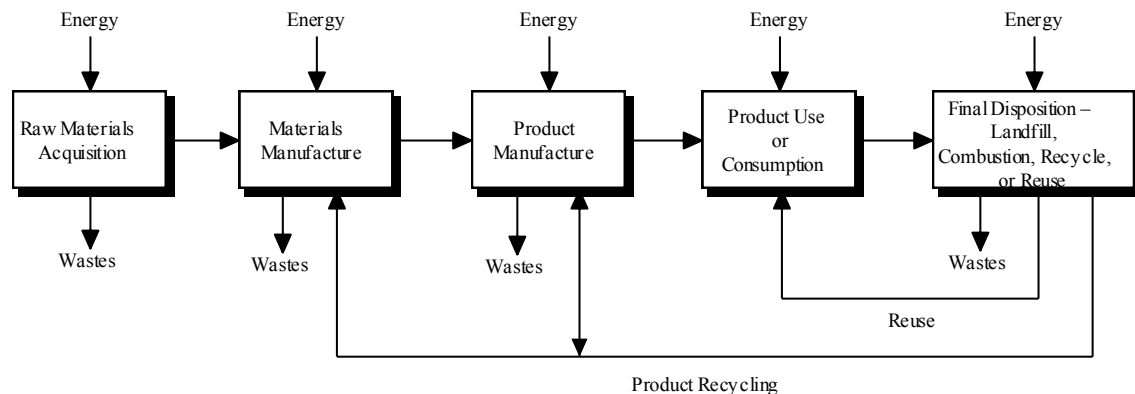 Energy
Energy
Energy
Energy
Energy
Raw Materials
Acquisition
Materials
Manufacture
Product
Manufacture
Product Use
or
Consumption
Final Disposition –
Landfill,
Combustion, Recycle,
or Reuse
Wastes
Wastes
Wastes
Wastes
Reuse
Product Recycling